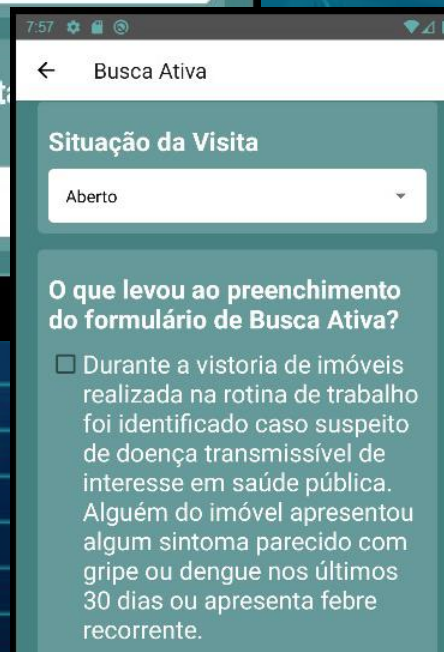 7:57
Busca Ativa
Situação da Visita
Aberto
O que levou ao preenchimento
do formulário de Busca Ativa?
Durante a vistoria de imóveis
realizada na rotina de trabalho
foi identificado caso suspeito
de doença transmissível de
interesse em saúde pública.
Alguém do imóvel apresentou
algum sintoma parecido com
gripe ou dengue nos últimos
30 dias ou apresenta febre
recorrente.